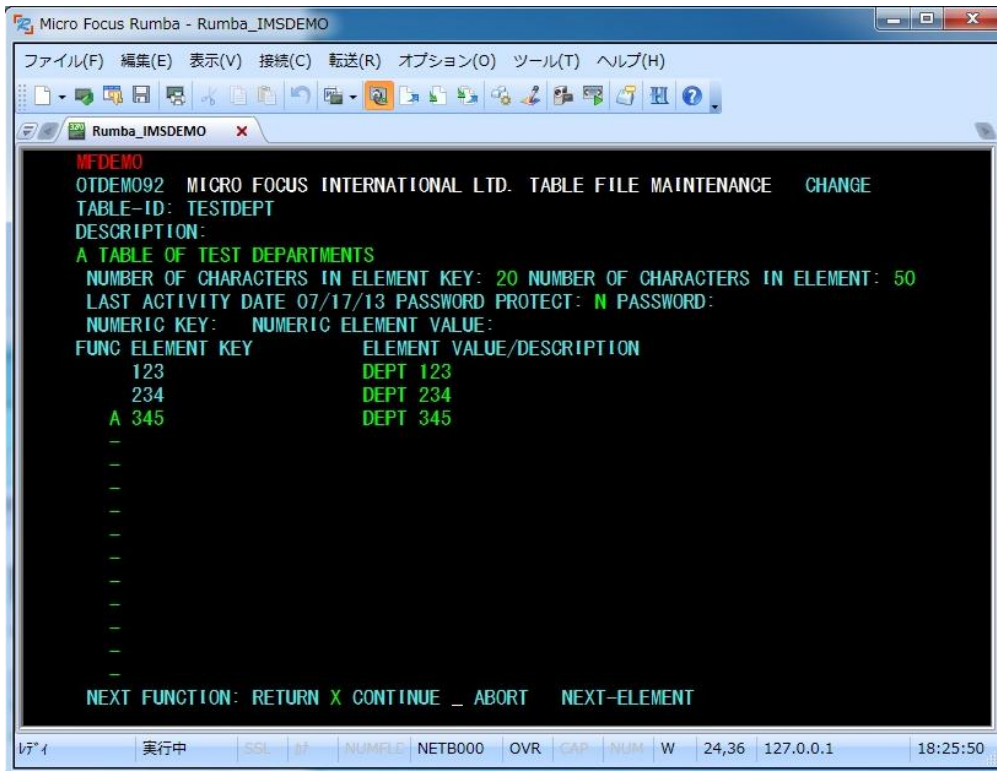 Micro Focus Rumba - Rumba_IMSDEMO
ファイル(F) 編集(E) 表示(V) 接続(C) 転送(R) オプション(O) ツール(T) ヘルプ(H)
Rumba_IMSDEMO
MFDEMO
OTDEMO92 MICRO FOCUS INTERNATIONAL LTD. TABLE FILE MAINTENANCE CHANGE
TABLE-ID: TESTDEPT
DESCRIPTION:
A TABLE OF TEST DEPARTMENTS
NUMBER OF CHARACTERS IN ELEMENT KEY: 20 NUMBER OF CHARACTERS IN ELEMENT: 50
LAST ACTIVITY DATE 07/17/13 PASSWORD PROTECT: N PASSWORD:
NUMERIC KEY: NUMERIC ELEMENT VALUE:
FUNC ELEMENT KEY ELEMENT VALUE/DESCRIPTION
123 DEPT 123
234 DEPT 234
A 345 DEPT 345
_
_
_
_
_
_
_
_
_
_
_
NEXT FUNCTION: RETURN X CONTINUE _ ABORT NEXT-ELEMENT
ﾚﾃﾞｨ 実行中 SSL ｶﾅ NUMFLD NETB000 OVR CAP NUM W 24,36 127.0.0.1 18:25:50